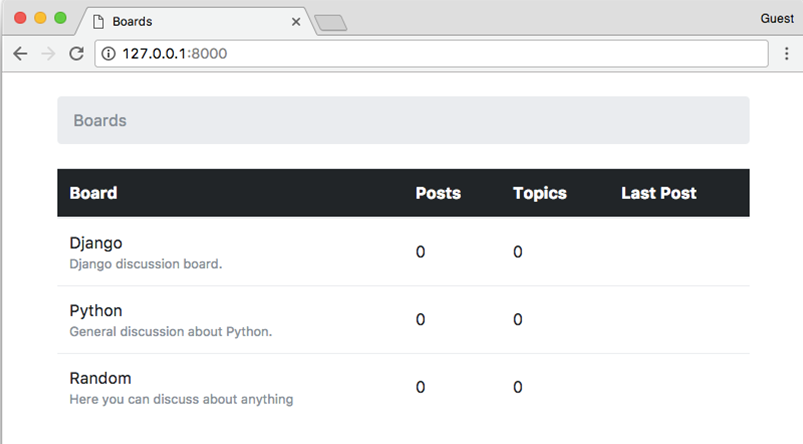 Boards
Guest
127.0.0.1:8000
Boards
Board Posts Topics Last Post
Django
Django discussion board.
0 0
Python
General discussion about Python.
0 0
Random
Here you can discuss about anything
0 0